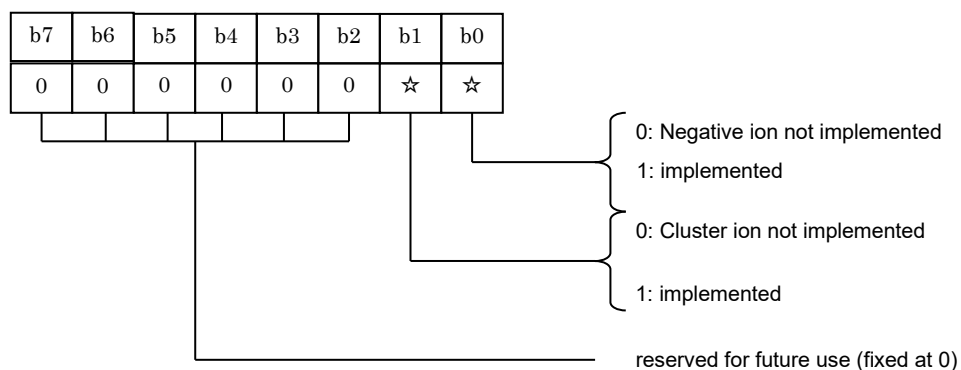 b7 b6 b5 b4 b3 b2 b1 b0
0 0 0 0 0 0 ☆ ☆
0: Negative ion not implemented
1: implemented
0: Cluster ion not implemented
1: implemented
reserved for future use (fixed at 0)